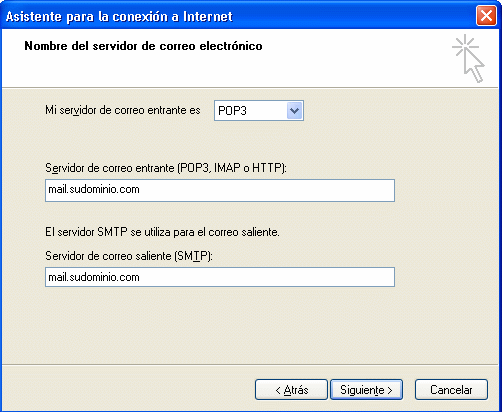 Asistente para la conexión a Internet
Nombre del servidor de correo electrónico
Mi servidor de correo entrante es POP3
Servidor de correo entrante (POP3, IMAP o HTTP):
mail.sudominio.com
El servidor SMTP se utiliza para el correo saliente.
Servidor de correo saliente (SMTP):
mail.sudominio.com
< Atrás Siguiente > Cancelar